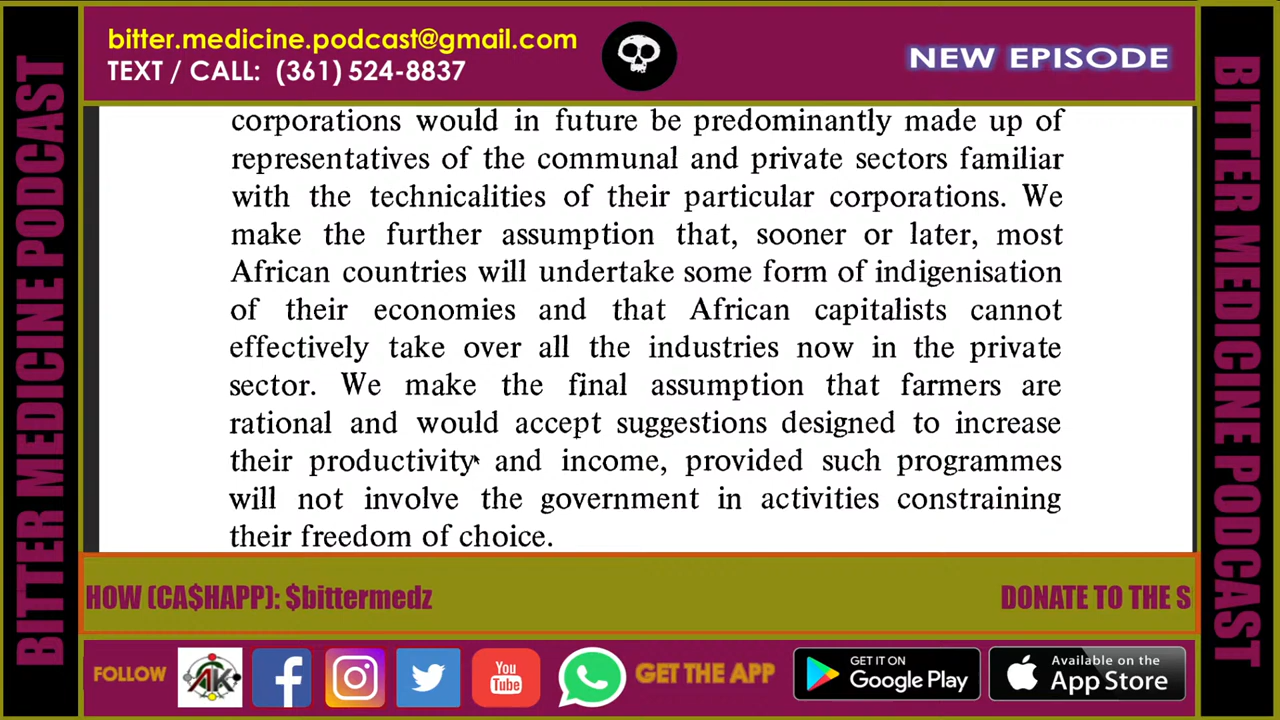 bitter.medicine.podcast@gmail.com
TEXT / CALL: (361) 524-8837
NEW EPISODE
BITTER MEDICINE PODCAST
corporations would in future be predominantly made up of
representatives of the communal and private sectors familiar
with the technicalities of their particular corporations. We
make the further assumption that, sooner or later, most
African countries will undertake some form of indigenisation
of their economies and that African capitalists cannot
effectively take over all the industries now in the private
sector. We make the final assumption that farmers are
rational and would accept suggestions designed to increase
their productivity and income, provided such programmes
will not involve the government in activities constraining
their freedom of choice.
BITTER MEDICINE PODCAST
HOW (CA$HAPP): $bittermedz
DONATE TO THE S
FOLLOW
ATK
You
Tube
GET THE APP
GET IT ON
Google Play
Available on the
App Store